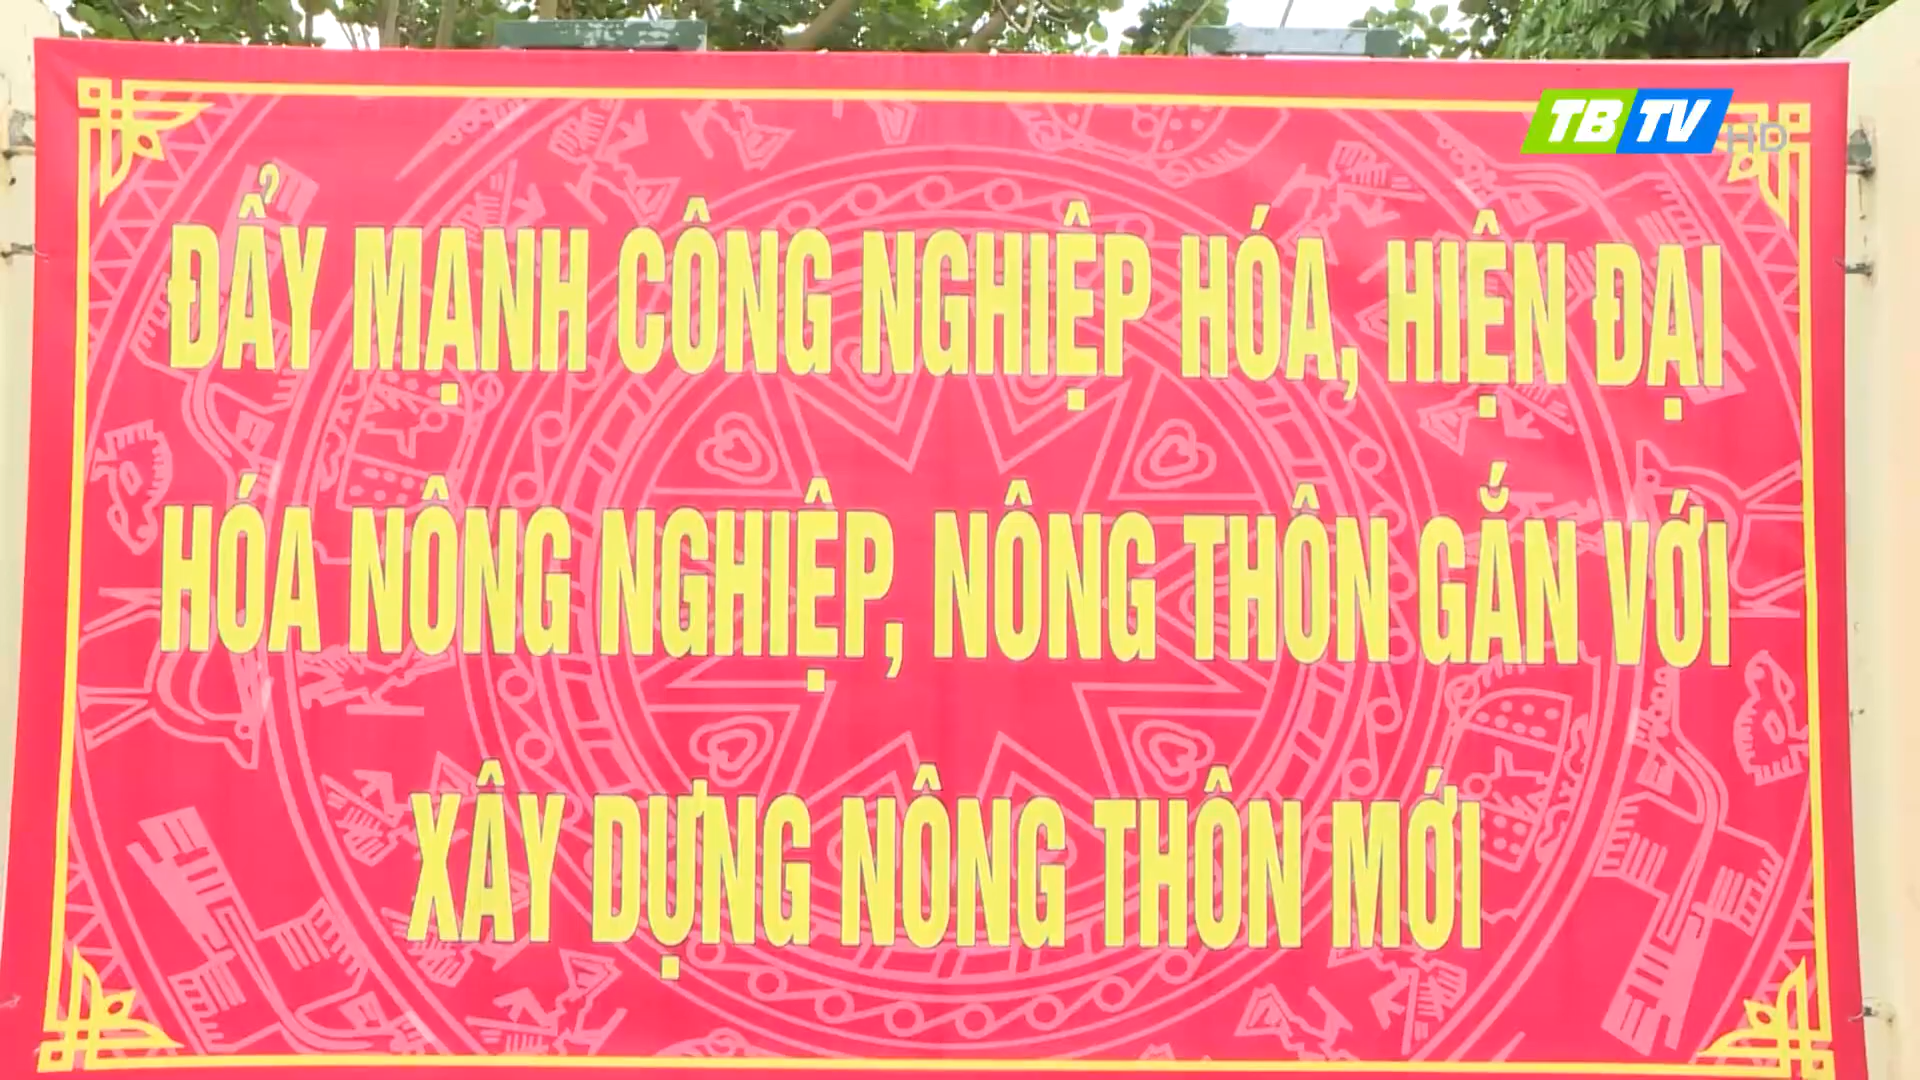 TBTV HD
ĐẨY MẠNH CÔNG NGHIỆP HÓA, HIỆN ĐẠI
HÓA NÔNG NGHIỆP, NÔNG THÔN GẮN VỚI
XÂY DỰNG NÔNG THÔN MỚI